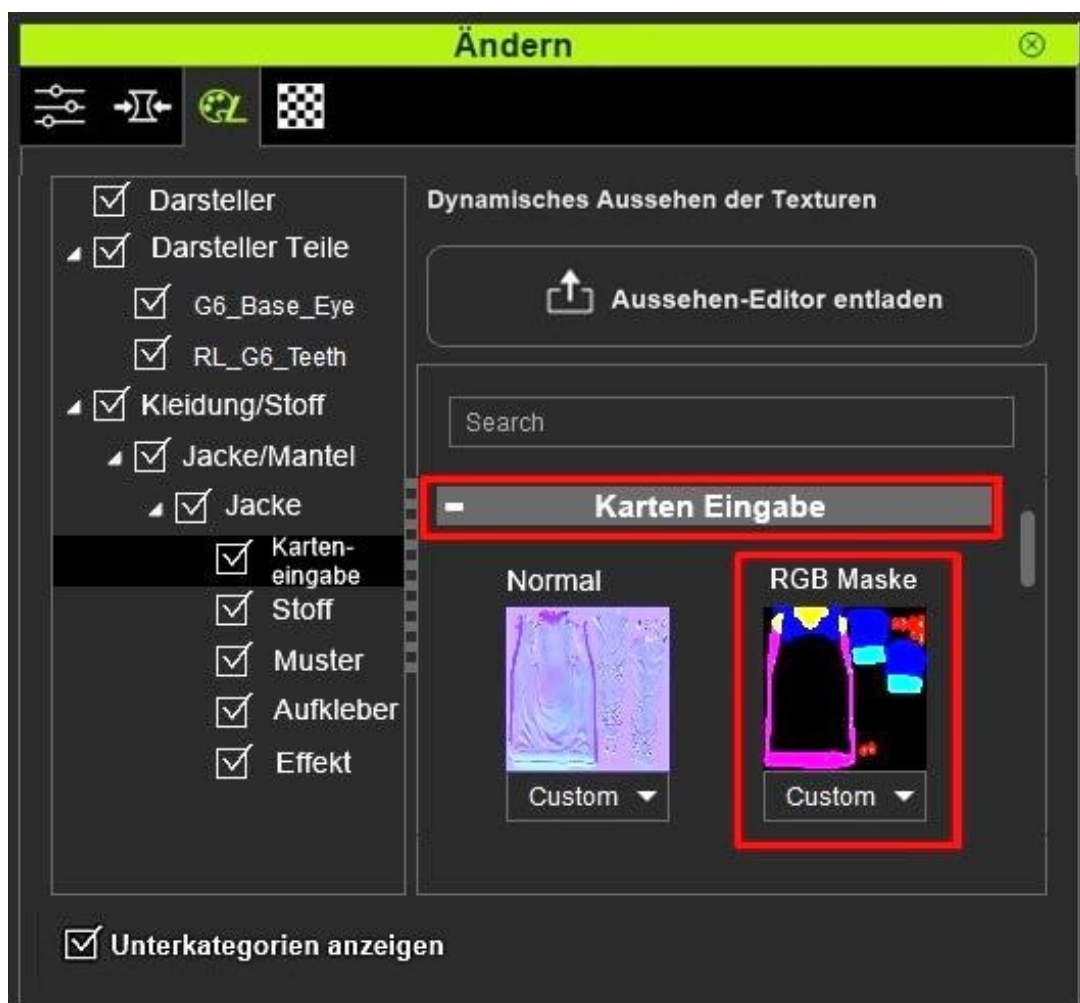 Ändern
Darsteller
Darsteller Teile
G6_Base_Eye
RL_G6_Teeth
Kleidung/Stoff
Jacke/Mantel
Jacke
Karten-
eingabe
Stoff
Muster
Aufkleber
Effekt
Dynamisches Aussehen der Texturen
Aussehen-Editor entladen
Search
Karten Eingabe
Normal
RGB Maske
Custom
Custom
Unterkategorien anzeigen